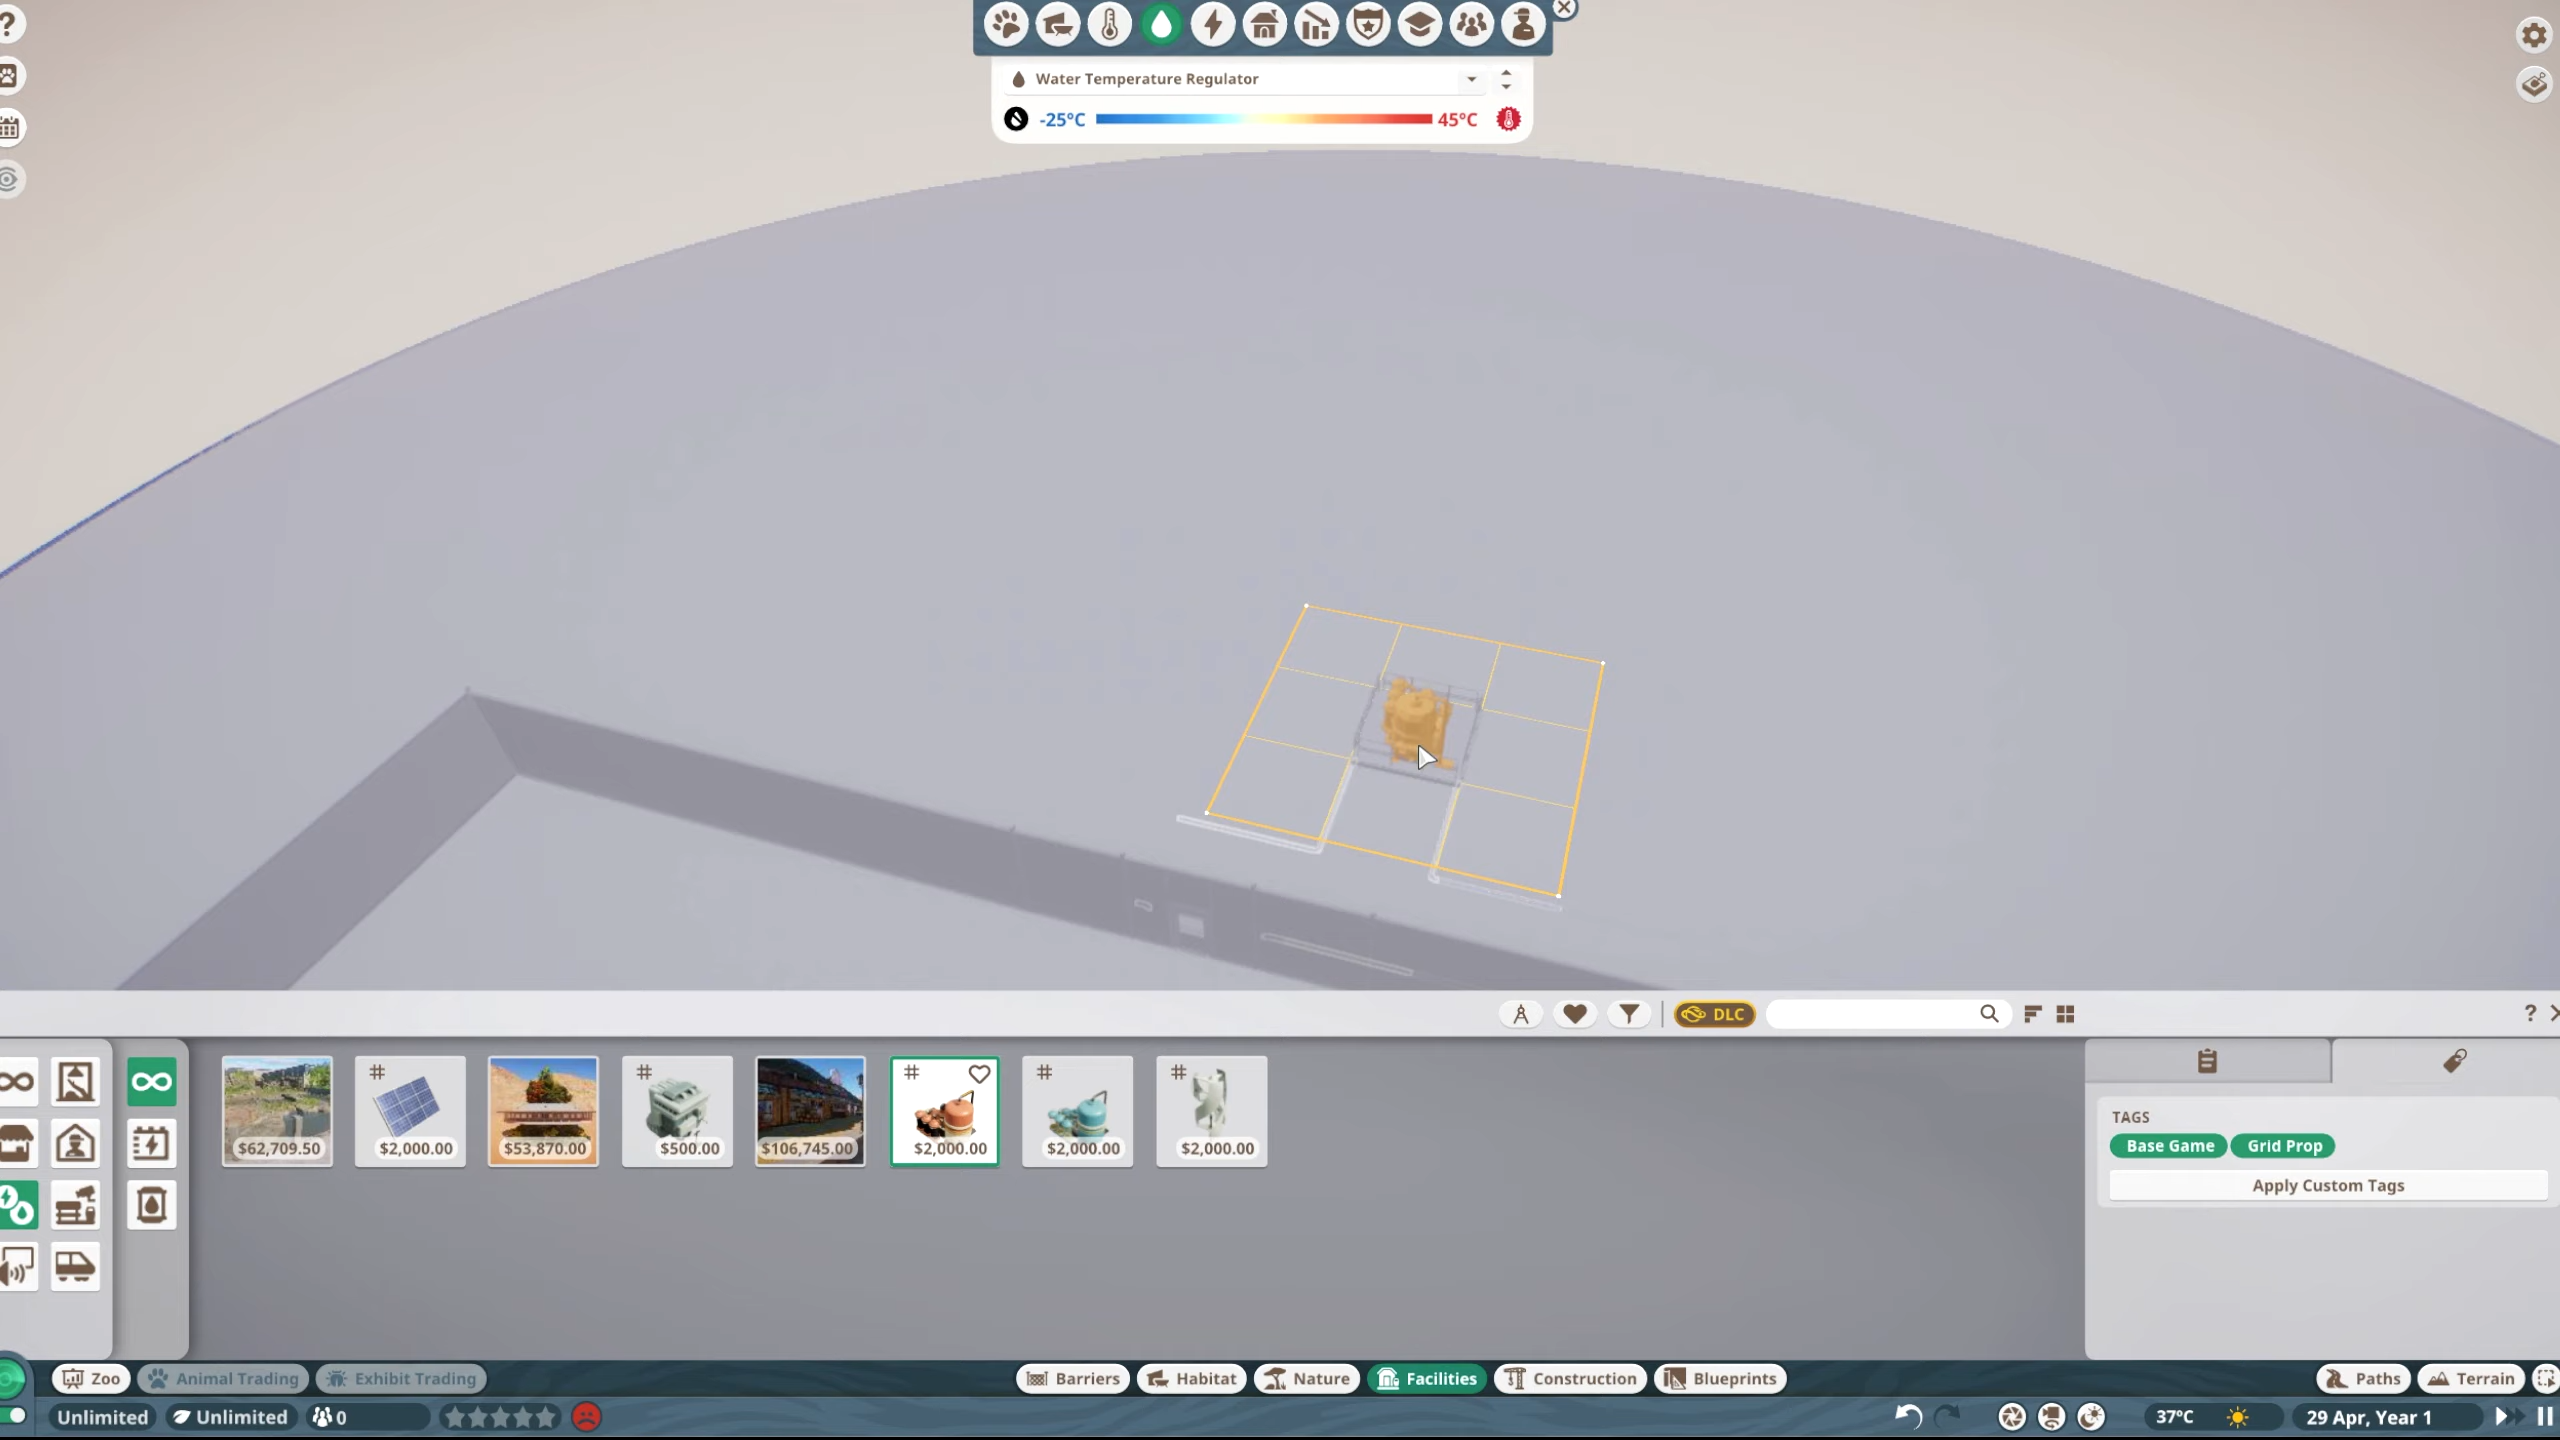 Water Temperature Regulator
-25°C 45°C
DLC ? 
# $62,709.50 $2,000.00 $53,870.00 $500.00 $106,745.00 $2,000.00 $2,000.00 $2,000.00
TAGS
Base Game Grid Prop
Apply Custom Tags
Zoo Animal Trading Exhibit Trading Barriers Habitat Nature Facilities Construction Blueprints Paths Terrain
Unlimited Unlimited 0 37°C 29 Apr, Year 1